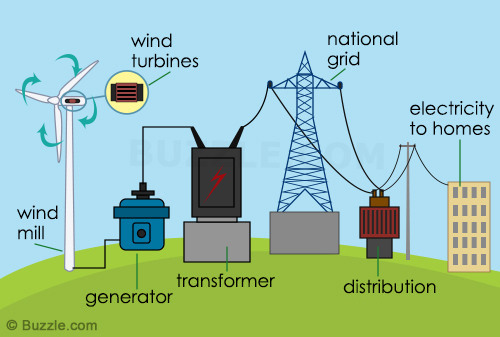 wind
turbines
national
grid
electricity
to homes
BUZZLE.COM
wind
mill
generator
transformer
distribution
© Buzzle.com